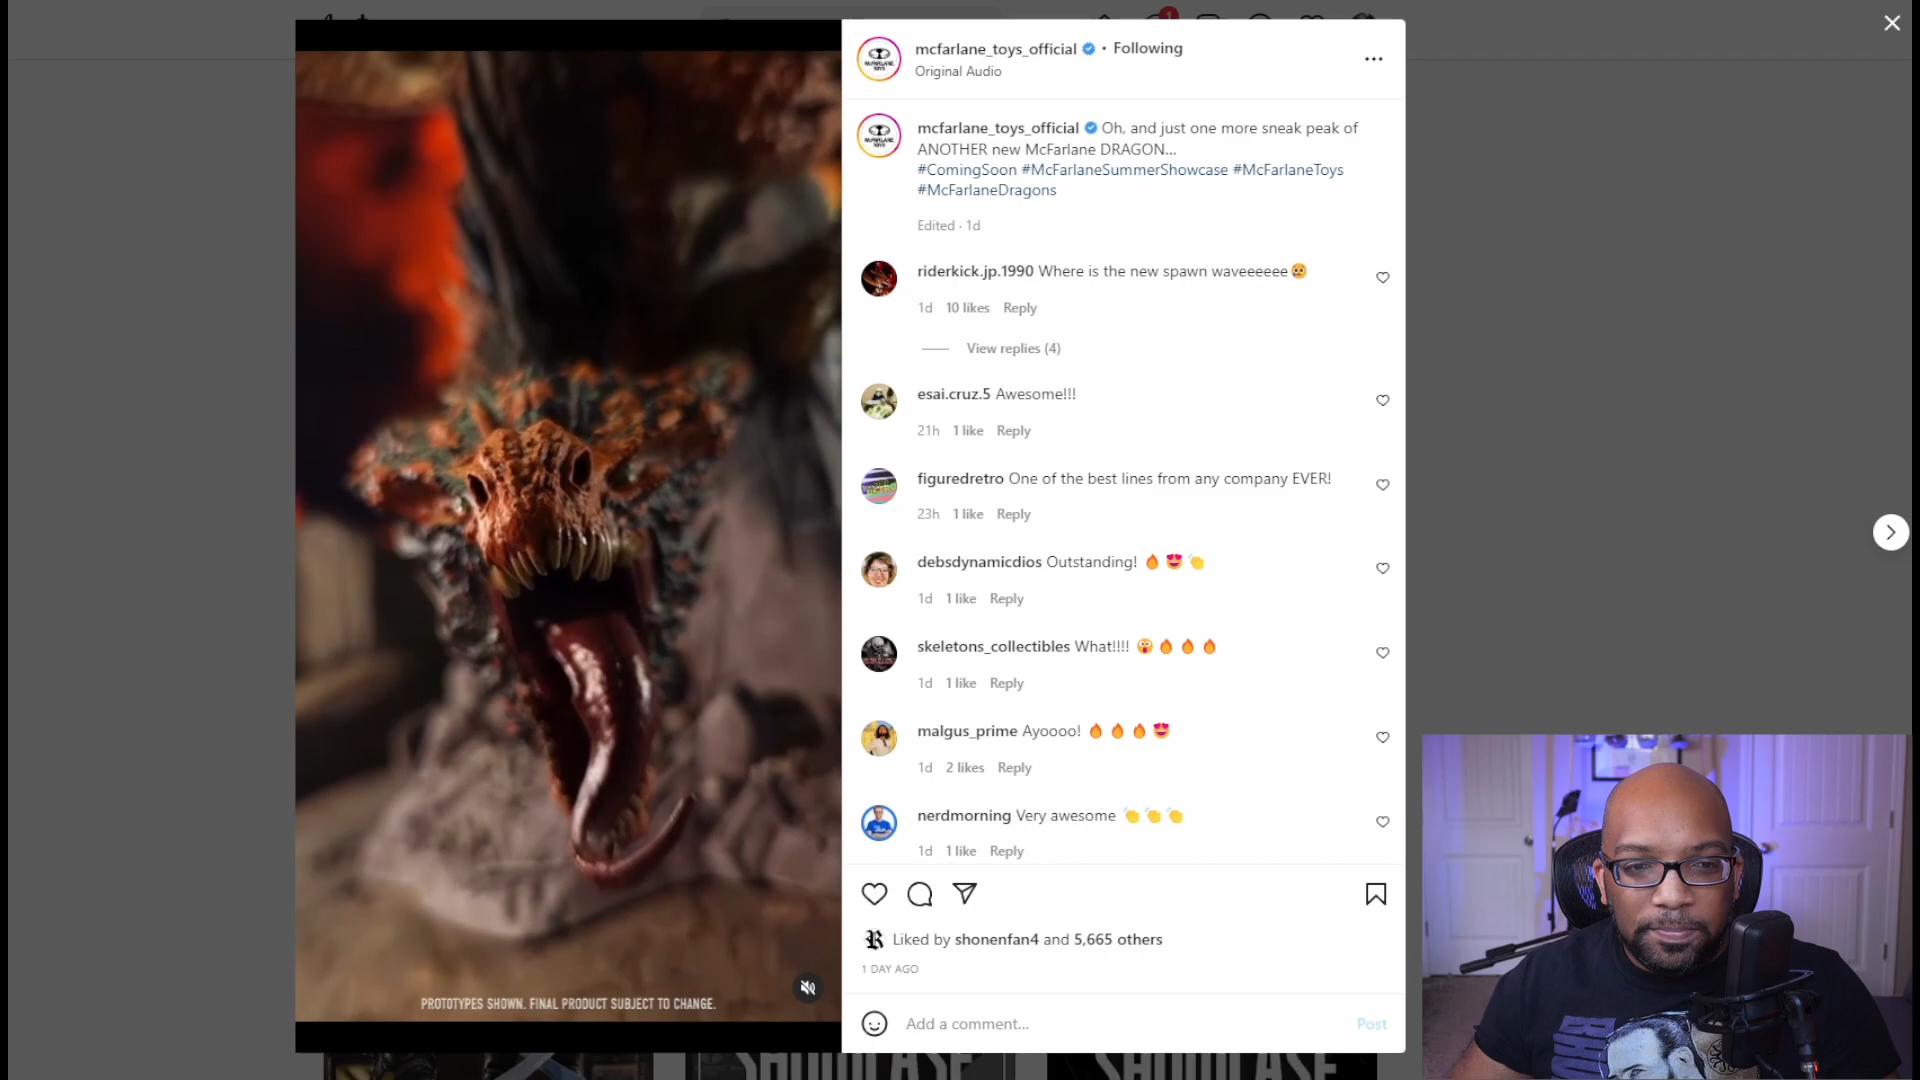 mcfarlane_toys_official • Following
Original Audio
mcfarlane_toys_official Oh, and just one more sneak peak of
ANOTHER new McFarlane DRAGON...
#ComingSoon #McFarlaneSummerShowcase #McFarlaneToys
#McFarlaneDragons
Edited · 1d
riderkick.jp.1990 Where is the new spawn waveeeeee😢
1d 10 likes Reply
View replies (4)
esai.cruz.5 Awesome!!!
21h 1 like Reply
figuredretro One of the best lines from any company EVER!
23h 1 like Reply
debsdynamicdios Outstanding! 🔥😍👏
1d 1 like Reply
skeletons_collectibles What!!!! 😱🔥🔥🔥
1d 1 like Reply
malgus_prime Ayoooo! 🔥🔥🔥😍
1d 2 likes Reply
nerdmorning Very awesome 👏👏👏
1d 1 like Reply
Liked by shonenfan4 and 5,665 others
1 DAY AGO
Add a comment...
Post
PROTOTYPES SHOWN. FINAL PRODUCT SUBJECT TO CHANGE.
SHOWCASE
SHOWCASE